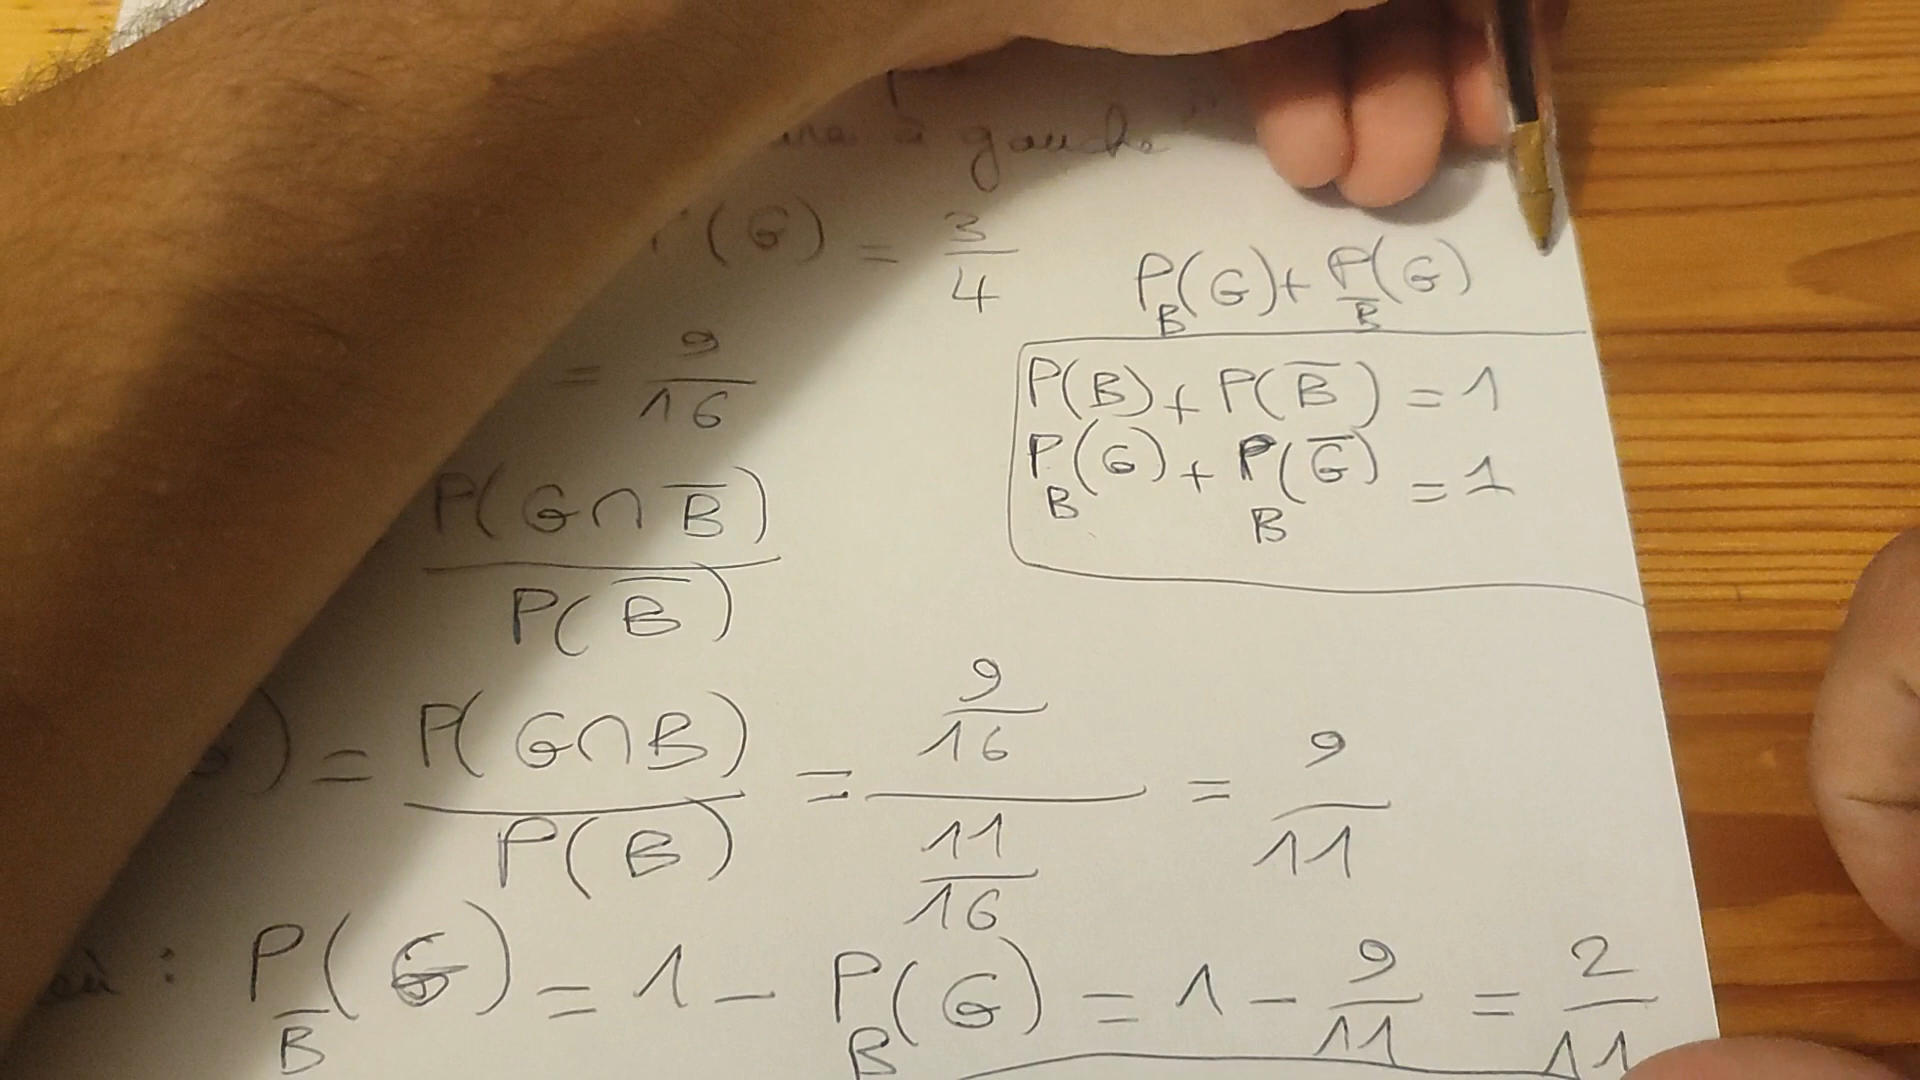 à gauche"
(G) = 3/4
P_B(G) + P_B̅(G)
= 9/16
P(B) + P(B̅) = 1
P_B(G) + P_B(G̅) = 1
P(G∩B̅)/P(B̅)
) = P(G∩B)/P(B) = (9/16)/(11/16) = 9/11
: P_B̅(G) = 1 - P_B(G) = 1 - 9/11 = 2/11